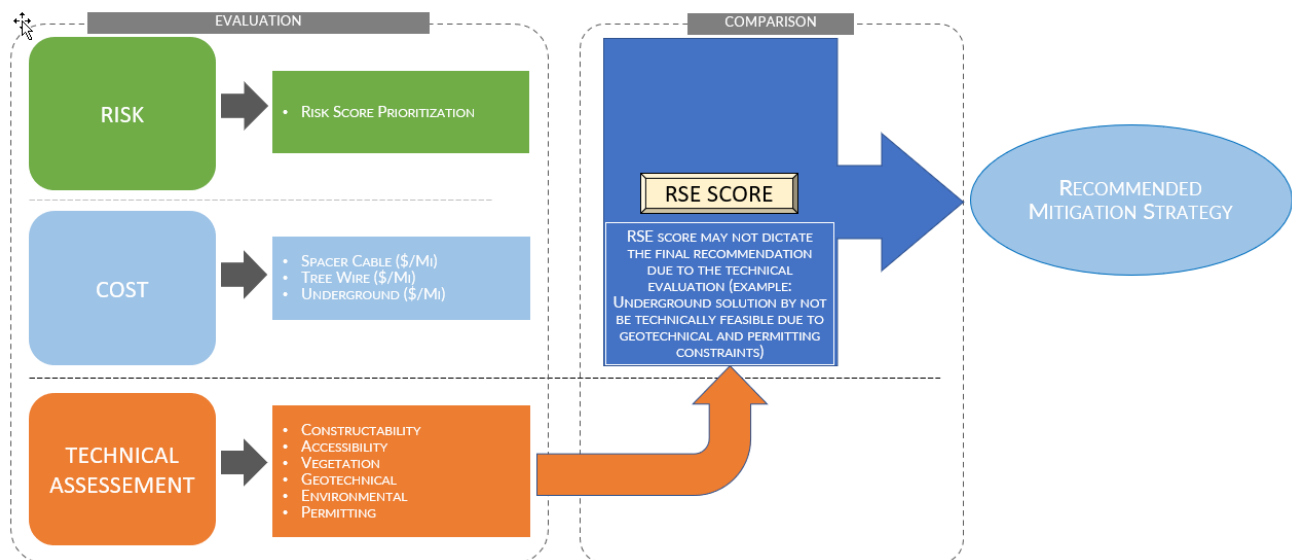 EVALUATION
COMPARISON
RISK
• Risk Score Prioritization
COST
• Spacer Cable ($/Mi)
• Tree Wire ($/Mi)
• Underground ($/Mi)
TECHNICAL
ASSESSEMENT
• Constructability
• Accessibility
• Vegetation
• Geotechnical
• Environmental
• Permitting
RSE SCORE
RSE score may not dictate
the final recommendation
due to the technical
evaluation (example:
Underground solution by not
be technically feasible due to
geotechnical and permitting
constraints)
Recommended
Mitigation Strategy